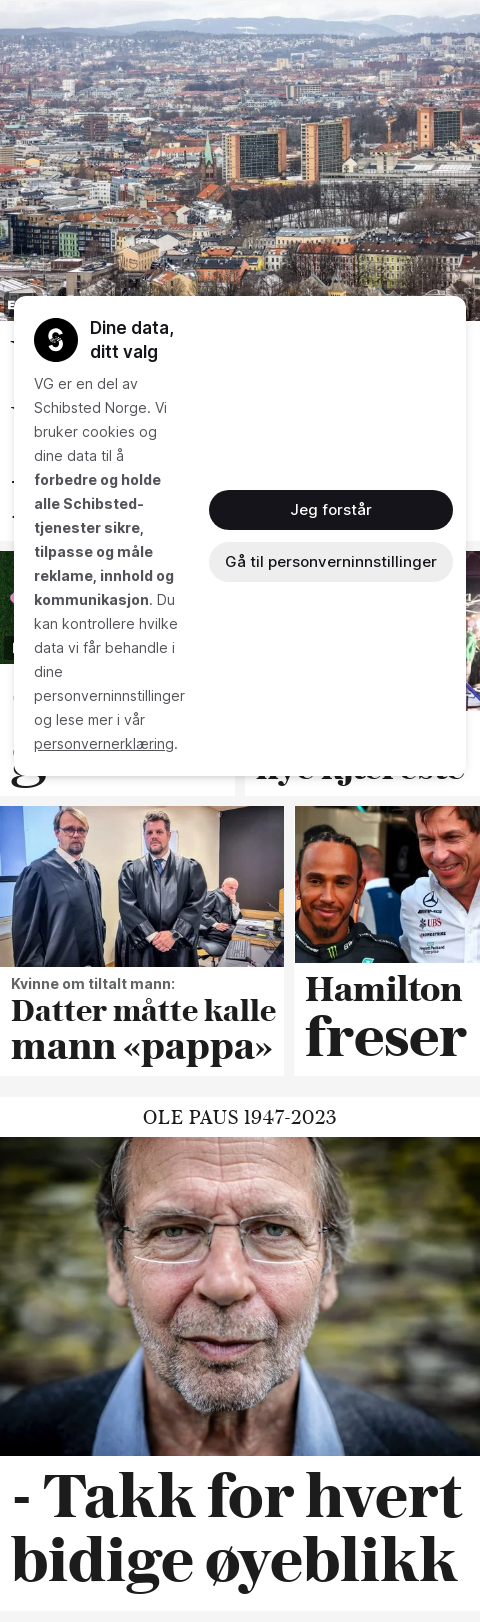 Dine data,
ditt valg
VG er en del av
Schibsted Norge. Vi
bruker cookies og
dine data til å
forbedre og holde
alle Schibsted-
tjenester sikre,
tilpasse og måle
reklame, innhold og
kommunikasjon. Du
kan kontrollere hvilke
data vi får behandle i
dine
personverninnstillinger
og lese mer i vår
personvernerklæring.
Jeg forstår
Gå til personverninnstillinger
Kvinne om tiltalt mann:
Datter måtte kalle
mann «pappa»
Hamilton
freser
OLE PAUS 1947-2023
- Takk for hvert
bidige øyeblikk